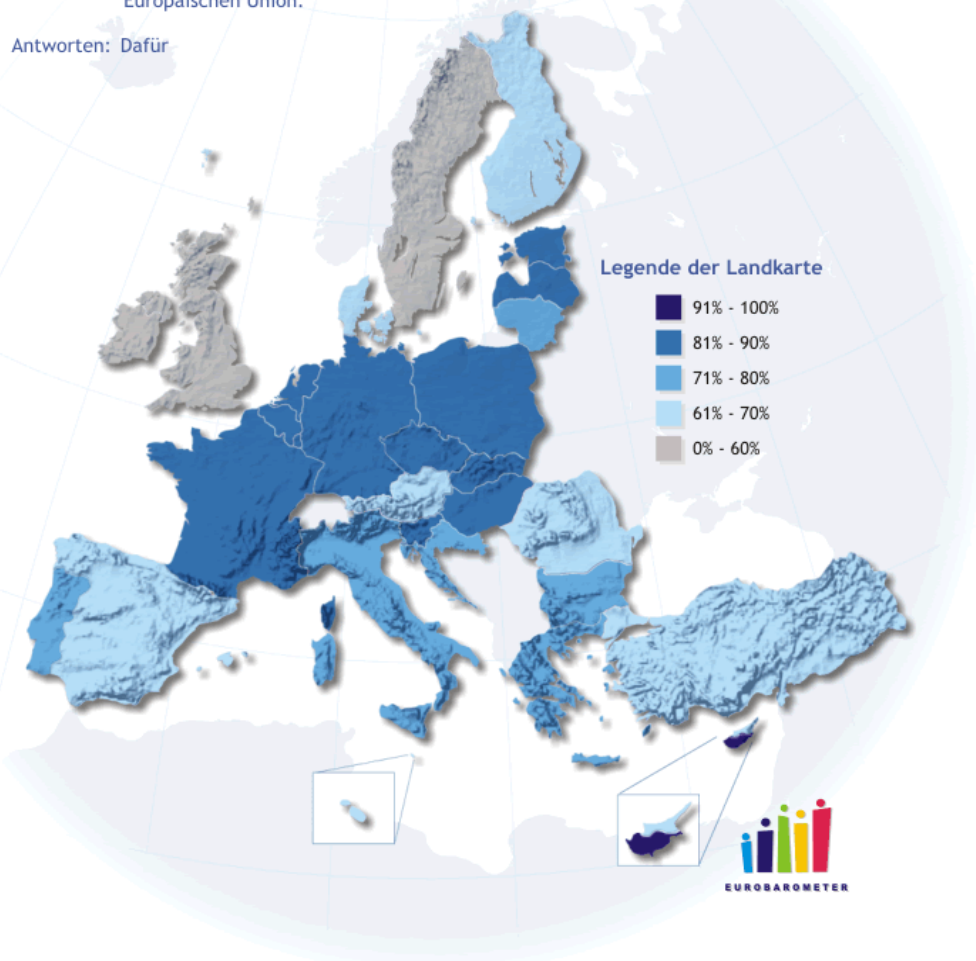 Europäischen Union.
Antworten: Dafür
Legende der Landkarte
91% - 100%
81% - 90%
71% - 80%
61% - 70%
0% - 60%
EUROBAROMETER